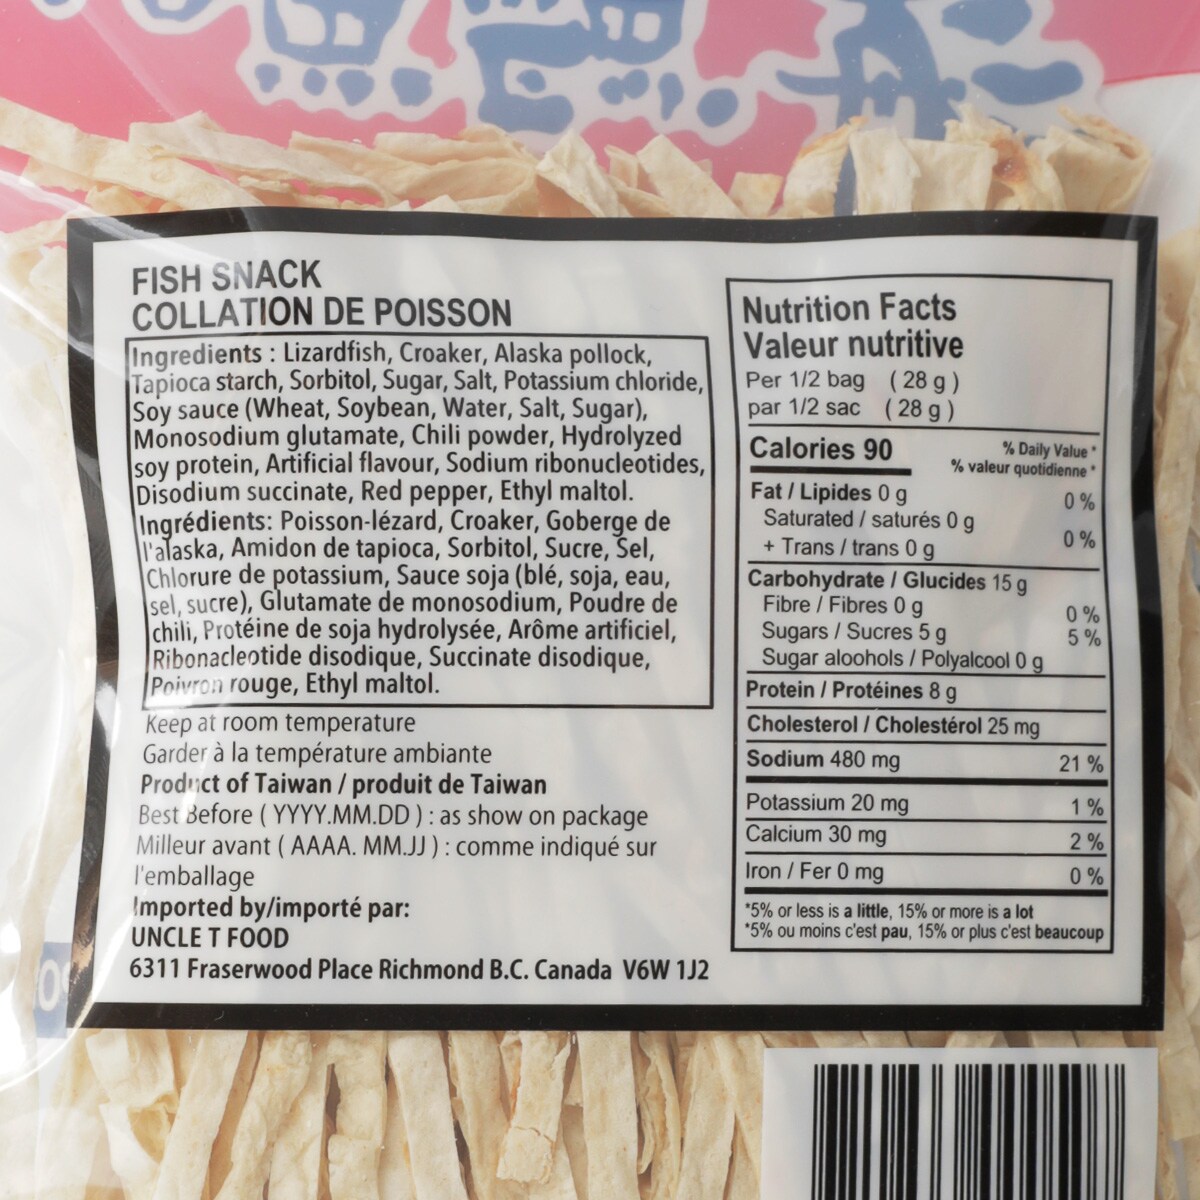 FISH SNACK
COLLATION DE POISSON
Ingredients : Lizardfish, Croaker, Alaska pollock,
Tapioca starch, Sorbitol, Sugar, Salt, Potassium chloride,
Soy sauce (Wheat, Soybean, Water, Salt, Sugar),
Monosodium glutamate, Chili powder, Hydrolyzed
soy protein, Artificial flavour, Sodium ribonucleotides,
Disodium succinate, Red pepper, Ethyl maltol.
Ingrédients: Poisson-lézard, Croaker, Goberge de
l'alaska, Amidon de tapioca, Sorbitol, Sucre, Sel,
Chlorure de potassium, Sauce soja (blé, soja, eau,
sel, sucre), Glutamate de monosodium, Poudre de
chili, Protéine de soja hydrolysée, Arôme artificiel,
Ribonacleotide disodique, Succinate disodique,
Poivron rouge, Ethyl maltol.
Keep at room temperature
Garder à la température ambiante
Product of Taiwan / produit de Taiwan
Best Before ( YYYY.MM.DD ) : as show on package
Milleur avant ( AAAA. MM.JJ ) : comme indiqué sur
l'emballage
Imported by/importé par:
UNCLE T FOOD
6311 Fraserwood Place Richmond B.C. Canada V6W 1J2
Nutrition Facts
Valeur nutritive
Per 1/2 bag ( 28 g )
par 1/2 sac ( 28 g )
Calories 90
% Daily Value *
% valeur quotidienne *
Fat / Lipides 0 g 0 %
Saturated / saturés 0 g
+ Trans / trans 0 g 0 %
Carbohydrate / Glucides 15 g
Fibre / Fibres 0 g 0 %
Sugars / Sucres 5 g 5 %
Sugar aloohols / Polyalcool 0 g
Protein / Protéines 8 g
Cholesterol / Cholestérol 25 mg
Sodium 480 mg 21 %
Potassium 20 mg 1 %
Calcium 30 mg 2 %
Iron / Fer 0 mg 0 %
*5% or less is a little, 15% or more is a lot
*5% ou moins c'est pau, 15% or plus c'est beaucoup